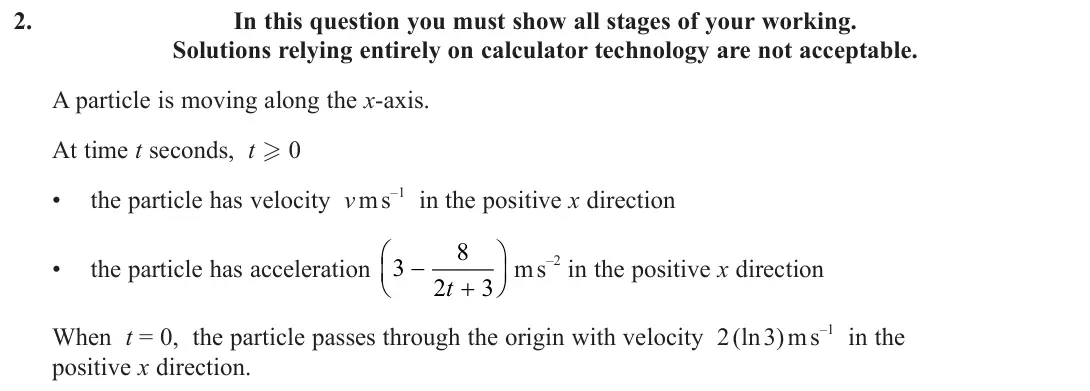 2. In this question you must show all stages of your working.
Solutions relying entirely on calculator technology are not acceptable.
A particle is moving along the x-axis.
At time t seconds, t ⩾ 0
• the particle has velocity v m s⁻¹ in the positive x direction
• the particle has acceleration (3 − 8/(2t + 3)) m s⁻² in the positive x direction
When t = 0, the particle passes through the origin with velocity 2(ln 3) m s⁻¹ in the
positive x direction.